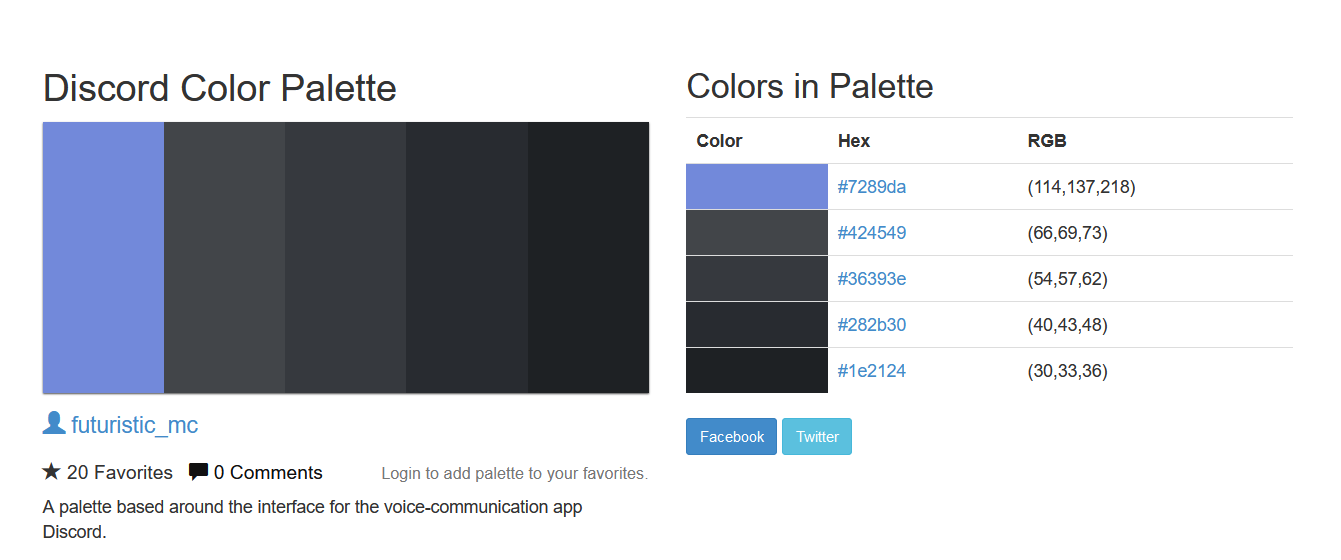 Discord Color Palette
futuristic_mc
20 Favorites 0 Comments Login to add palette to your favorites.
A palette based around the interface for the voice-communication app
Discord.
Colors in Palette
Color Hex RGB
#7289da (114,137,218)
#424549 (66,69,73)
#36393e (54,57,62)
#282b30 (40,43,48)
#1e2124 (30,33,36)
Facebook Twitter